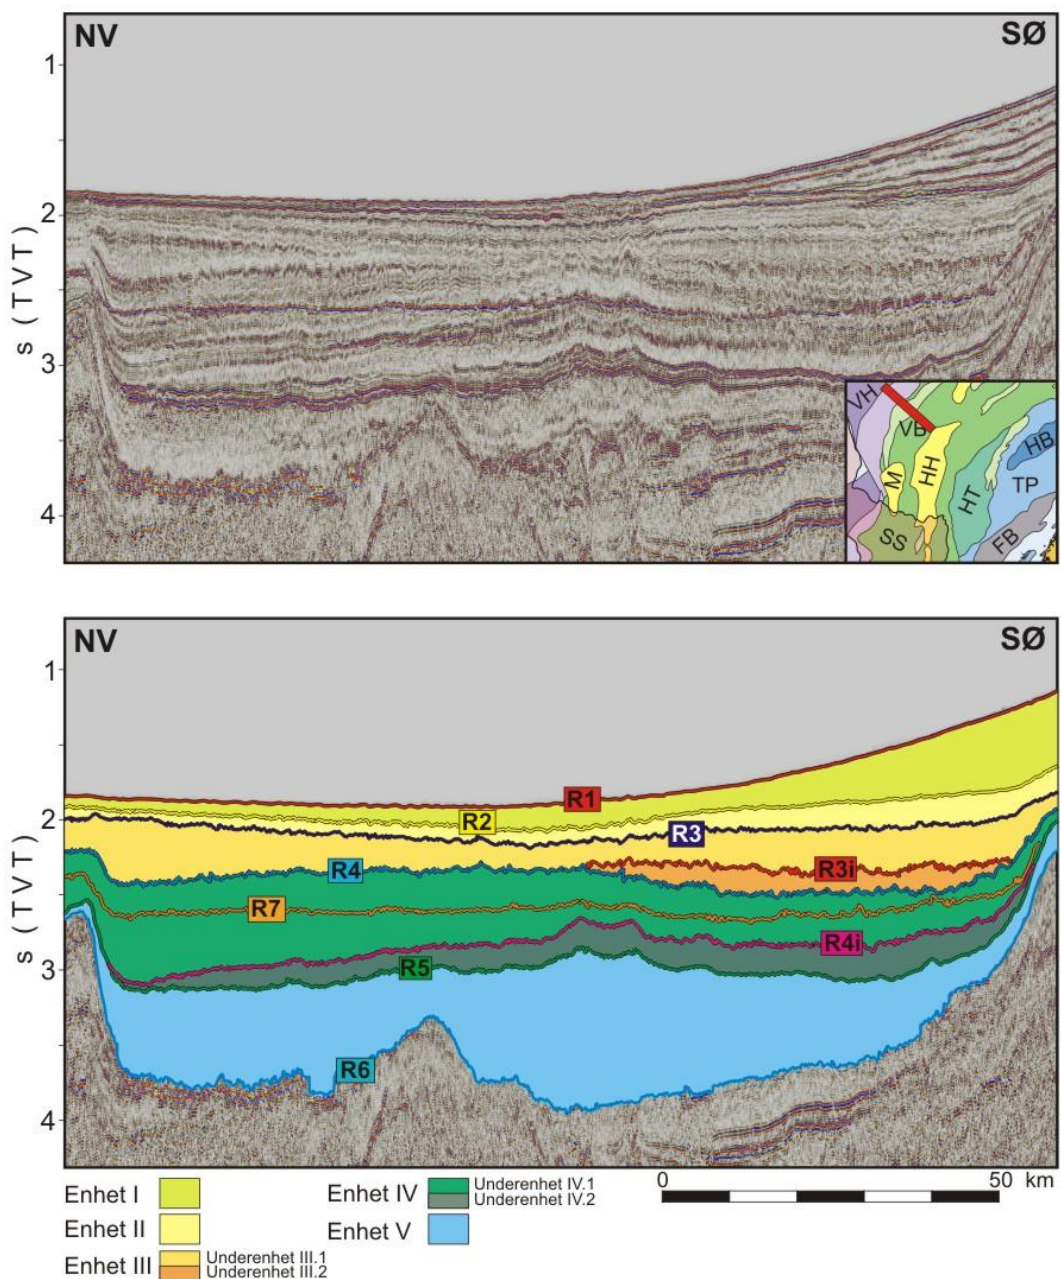 NV SØ
1
2
s (TVT)
3
4
VH
VB
HB
M
HH
HT
TP
SS
FB
NV SØ
1
R1
2
R2
R3
R4
R3i
s (TVT)
R7
R4i
3
R5
R6
4
Enhet I
Enhet II
Enhet III
Underenhet III.1
Underenhet III.2
Enhet IV
Underenhet IV.1
Underenhet IV.2
Enhet V
0 50 km